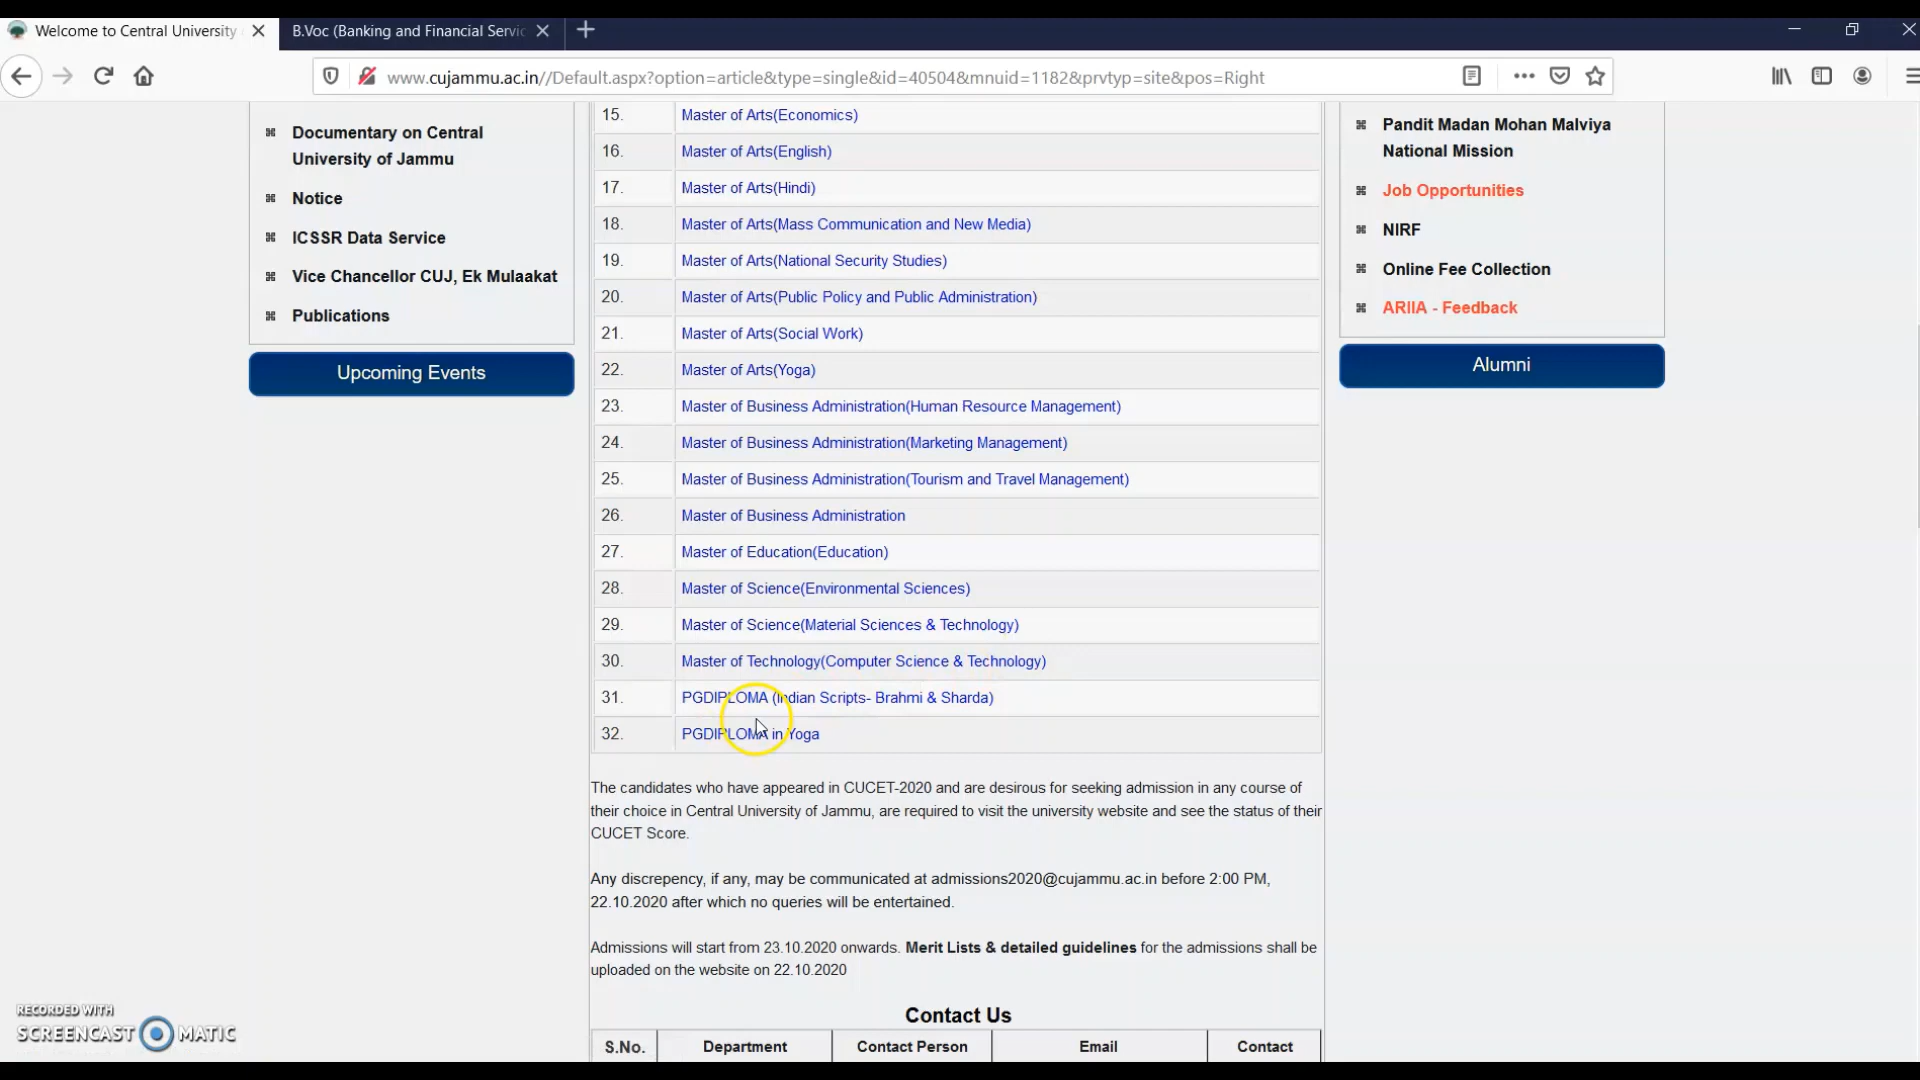 Welcome to Central University
B.Voc (Banking and Financial Servic
www.cujammu.ac.in//Default.aspx?option=article&type=single&id=40504&mnuid=1182&prvtyp=site&pos=Right
Documentary on Central
University of Jammu
Notice
ICSSR Data Service
Vice Chancellor CUJ, Ek Mulaakat
Publications
Upcoming Events
15. Master of Arts(Economics)
16. Master of Arts(English)
17. Master of Arts(Hindi)
18. Master of Arts(Mass Communication and New Media)
19. Master of Arts(National Security Studies)
20. Master of Arts(Public Policy and Public Administration)
21. Master of Arts(Social Work)
22. Master of Arts(Yoga)
23. Master of Business Administration(Human Resource Management)
24. Master of Business Administration(Marketing Management)
25. Master of Business Administration(Tourism and Travel Management)
26. Master of Business Administration
27. Master of Education(Education)
28. Master of Science(Environmental Sciences)
29. Master of Science(Material Sciences & Technology)
30. Master of Technology(Computer Science & Technology)
31. PGDIPLOMA (Indian Scripts- Brahmi & Sharda)
32. PGDIPLOMA in Yoga
The candidates who have appeared in CUCET-2020 and are desirous for seeking admission in any course of
their choice in Central University of Jammu, are required to visit the university website and see the status of their
CUCET Score.
Any discrepency, if any, may be communicated at admissions2020@cujammu.ac.in before 2:00 PM,
22.10.2020 after which no queries will be entertained.
Admissions will start from 23.10.2020 onwards. Merit Lists & detailed guidelines for the admissions shall be
uploaded on the website on 22.10.2020
Contact Us
S.No. Department Contact Person Email Contact
Pandit Madan Mohan Malviya
National Mission
Job Opportunities
NIRF
Online Fee Collection
ARIIA - Feedback
Alumni
RECORDED WITH
SCREENCAST MATIC